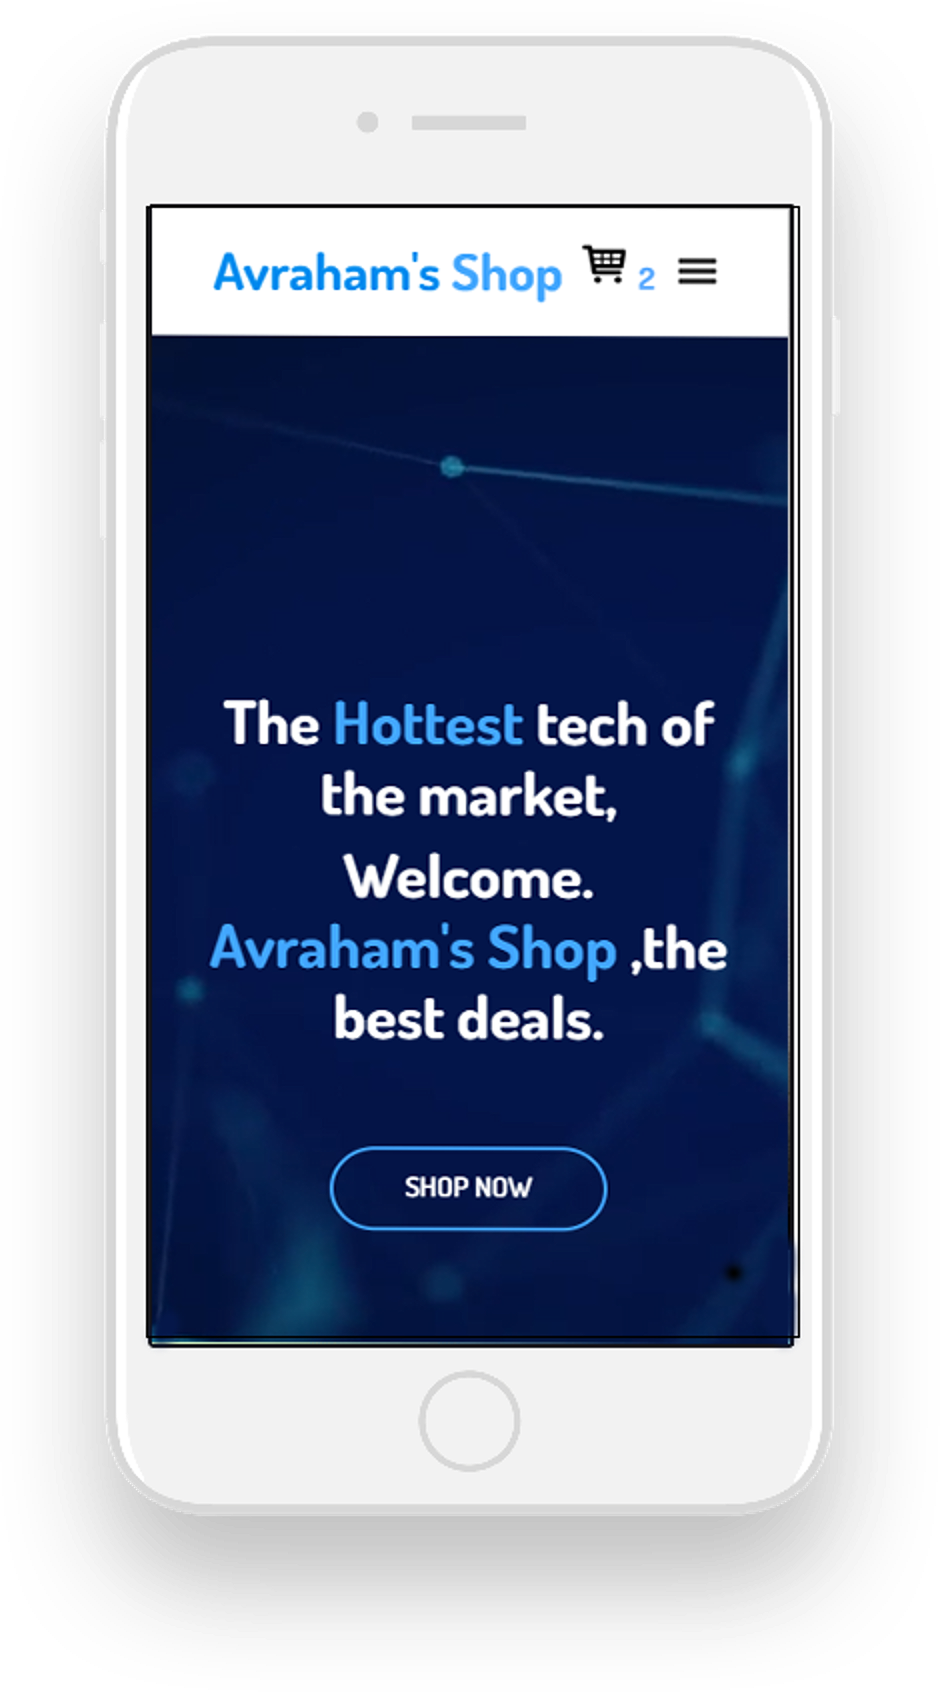 Avraham's Shop 2
The Hottest tech of
the market,
Welcome.
Avraham's Shop ,the
best deals.
SHOP NOW